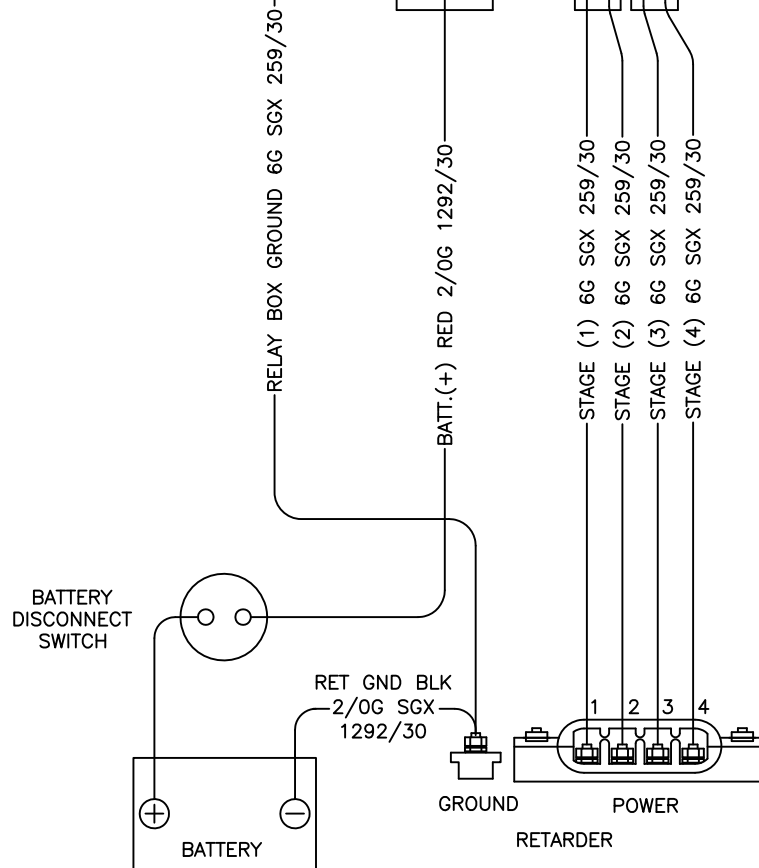 RELAY BOX GROUND 6G SGX 259/30
BATT.(+) RED 2/0G 1292/30
STAGE (1) 6G SGX 259/30
STAGE (2) 6G SGX 259/30
STAGE (3) 6G SGX 259/30
STAGE (4) 6G SGX 259/30
BATTERY
DISCONNECT
SWITCH
RET GND BLK
2/0G SGX
1292/30
1 2 3 4
+ −
BATTERY
GROUND
POWER
RETARDER